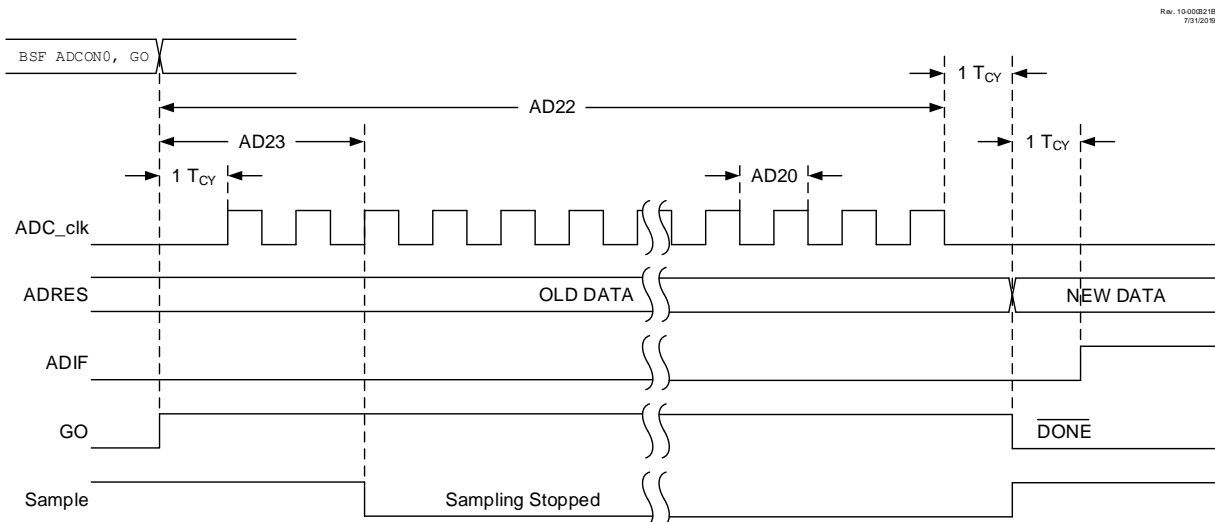 Rev. 10-000321B
7/31/2019
BSF ADCON0, GO
1 TCY
AD22
AD23
1 TCY
1 TCY
AD20
ADC_clk
ADRES
OLD DATA
NEW DATA
ADIF
GO
DONE
Sample
Sampling Stopped